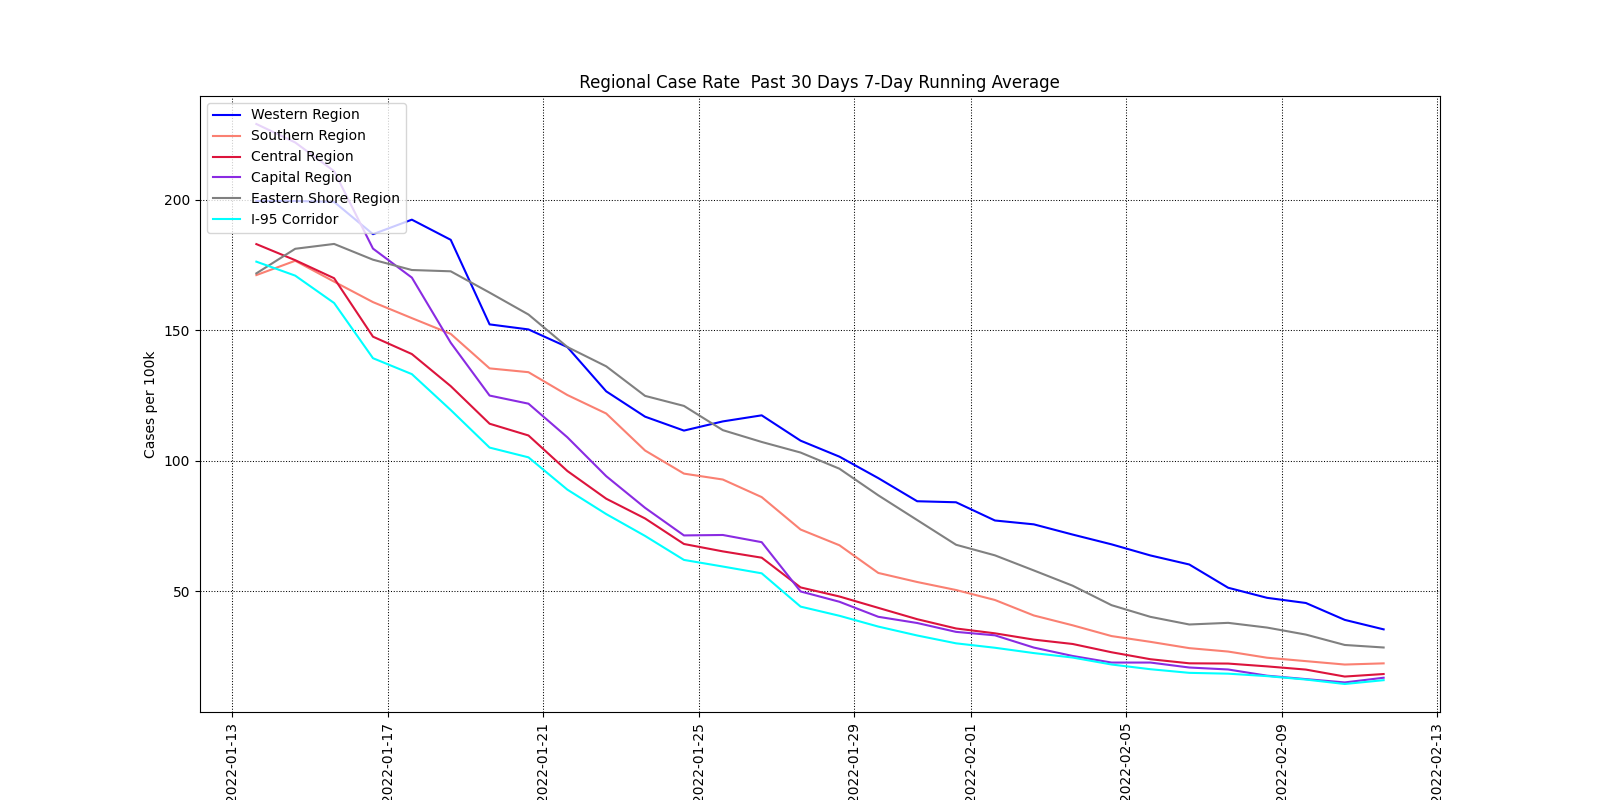 Regional Case Rate  Past 30 Days 7-Day Running Average
Western Region
Southern Region
Central Region
Capital Region
Eastern Shore Region
I-95 Corridor
Cases per 100k
200
150
100
50
2022-01-13
2022-01-17
2022-01-21
2022-01-25
2022-01-29
2022-02-01
2022-02-05
2022-02-09
2022-02-13